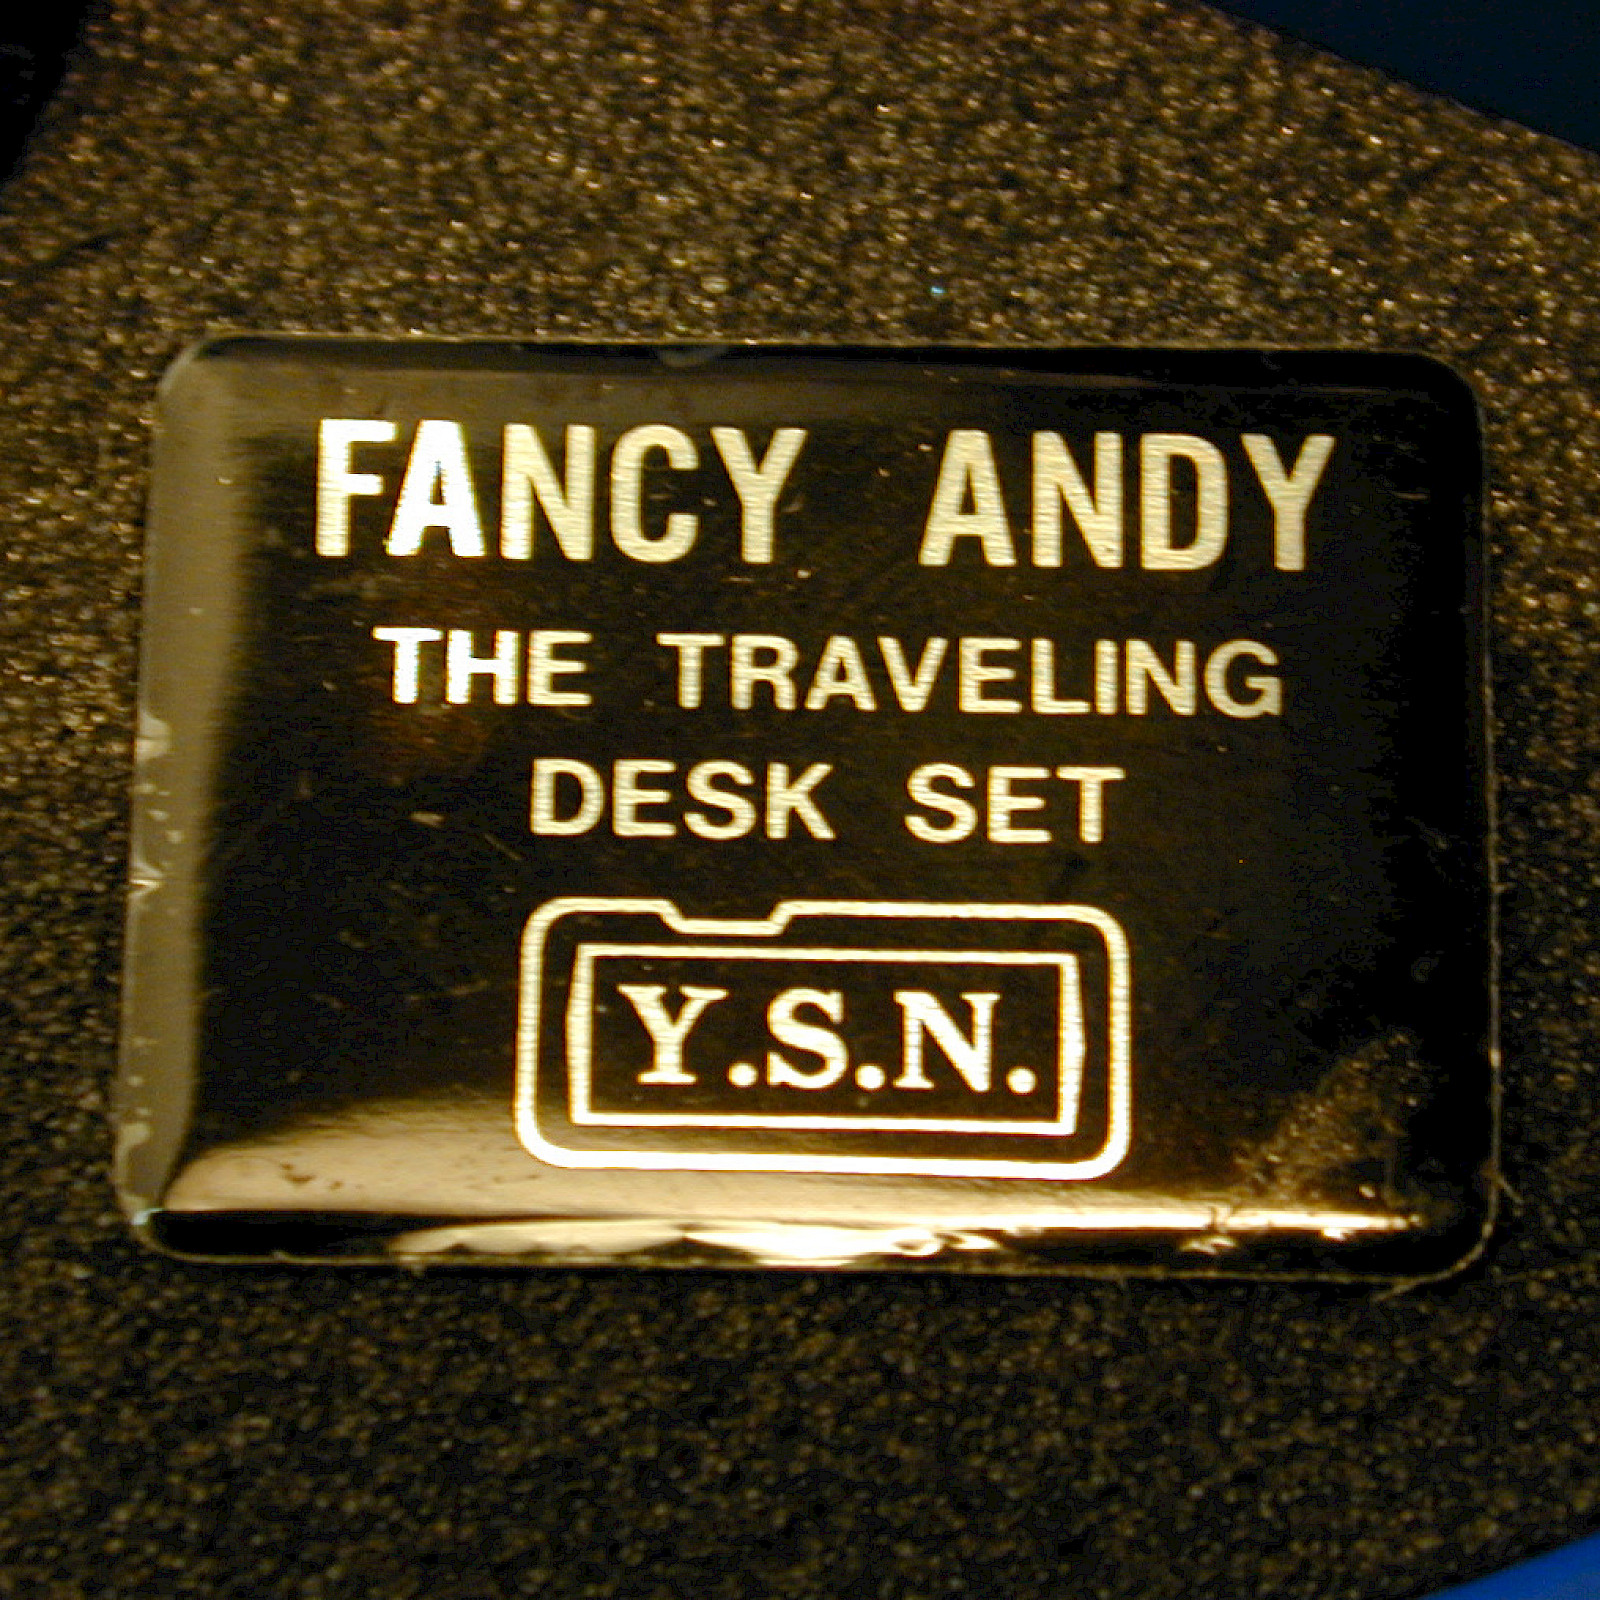 FANCY ANDY
THE TRAVELING
DESK SET
Y.S.N.